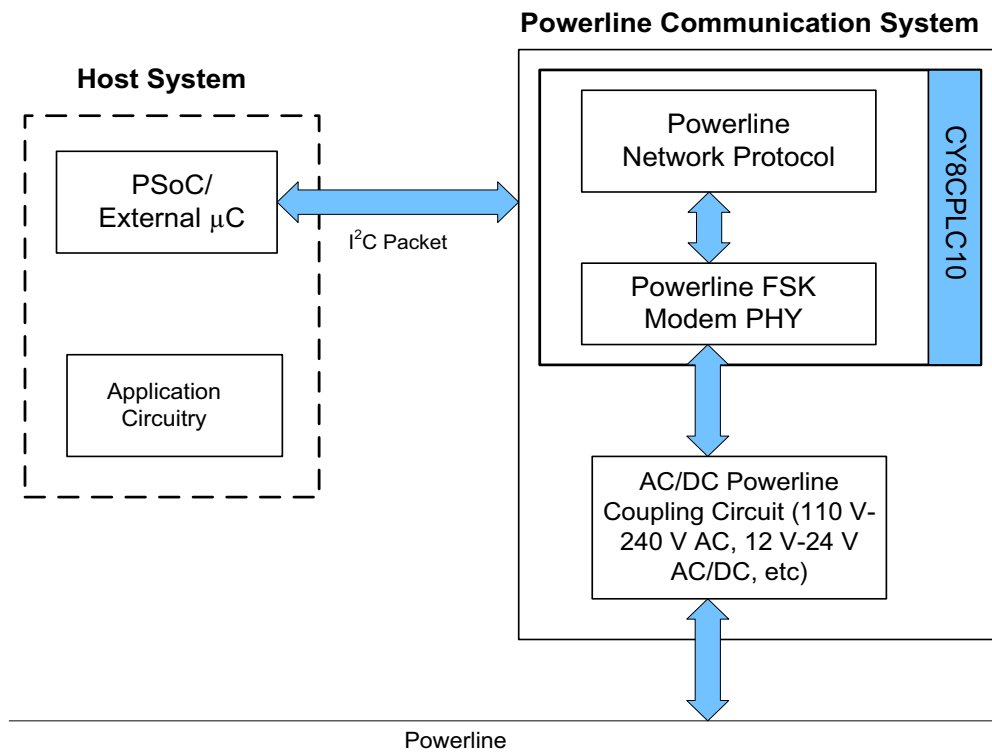 Powerline Communication System
Host System
PSoC/
External μC
I²C Packet
Application
Circuitry
Powerline
Network Protocol
Powerline FSK
Modem PHY
CY8CPLC10
AC/DC Powerline
Coupling Circuit (110 V-
240 V AC, 12 V-24 V
AC/DC, etc)
Powerline